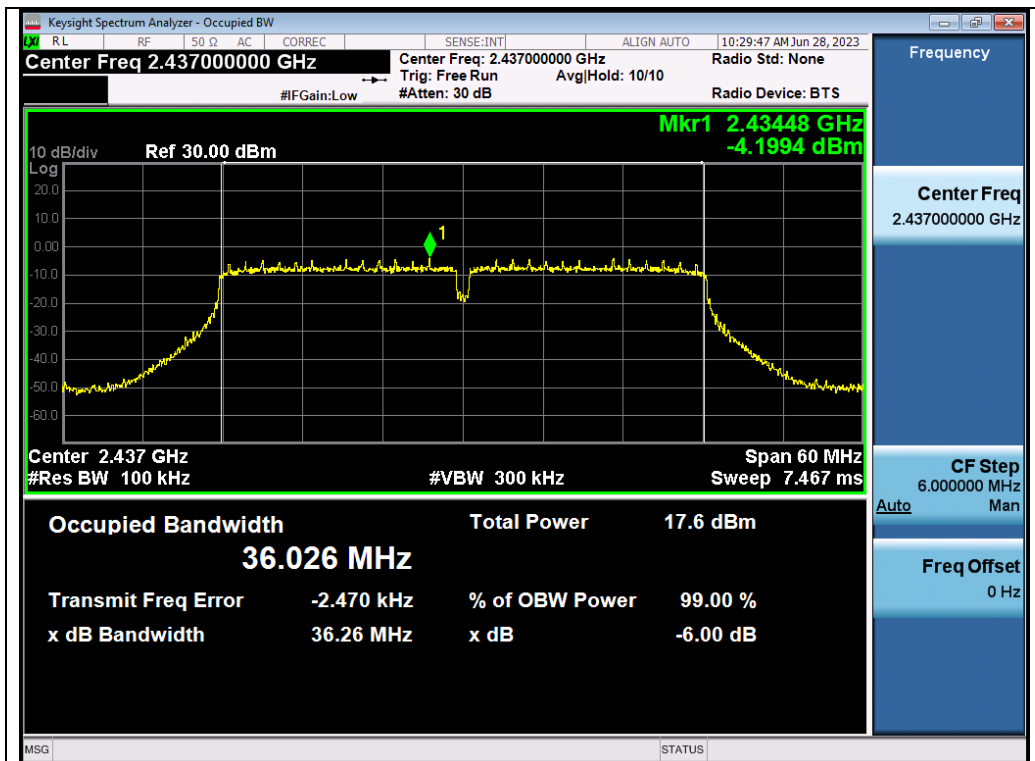 Keysight Spectrum Analyzer - Occupied BW
LXI RL RF 50 Ω AC CORREC SENSE:INT ALIGN AUTO 10:29:47 AM Jun 28, 2023
Center Freq 2.437000000 GHz
Center Freq: 2.437000000 GHz
Radio Std: None
Trig: Free Run Avg|Hold: 10/10
#IFGain:Low
#Atten: 30 dB
Radio Device: BTS
Mkr1 2.43448 GHz
-4.1994 dBm
10 dB/div Ref 30.00 dBm
Log
20.0
10.0
0.00
-10.0
-20.0
-30.0
-40.0
-50.0
-60.0
1
Center 2.437 GHz Span 60 MHz
#Res BW 100 kHz #VBW 300 kHz Sweep 7.467 ms
Occupied Bandwidth Total Power 17.6 dBm
36.026 MHz
Transmit Freq Error -2.470 kHz % of OBW Power 99.00 %
x dB Bandwidth 36.26 MHz x dB -6.00 dB
MSG STATUS
Frequency
Center Freq
2.437000000 GHz
CF Step
6.000000 MHz
Auto Man
Freq Offset
0 Hz